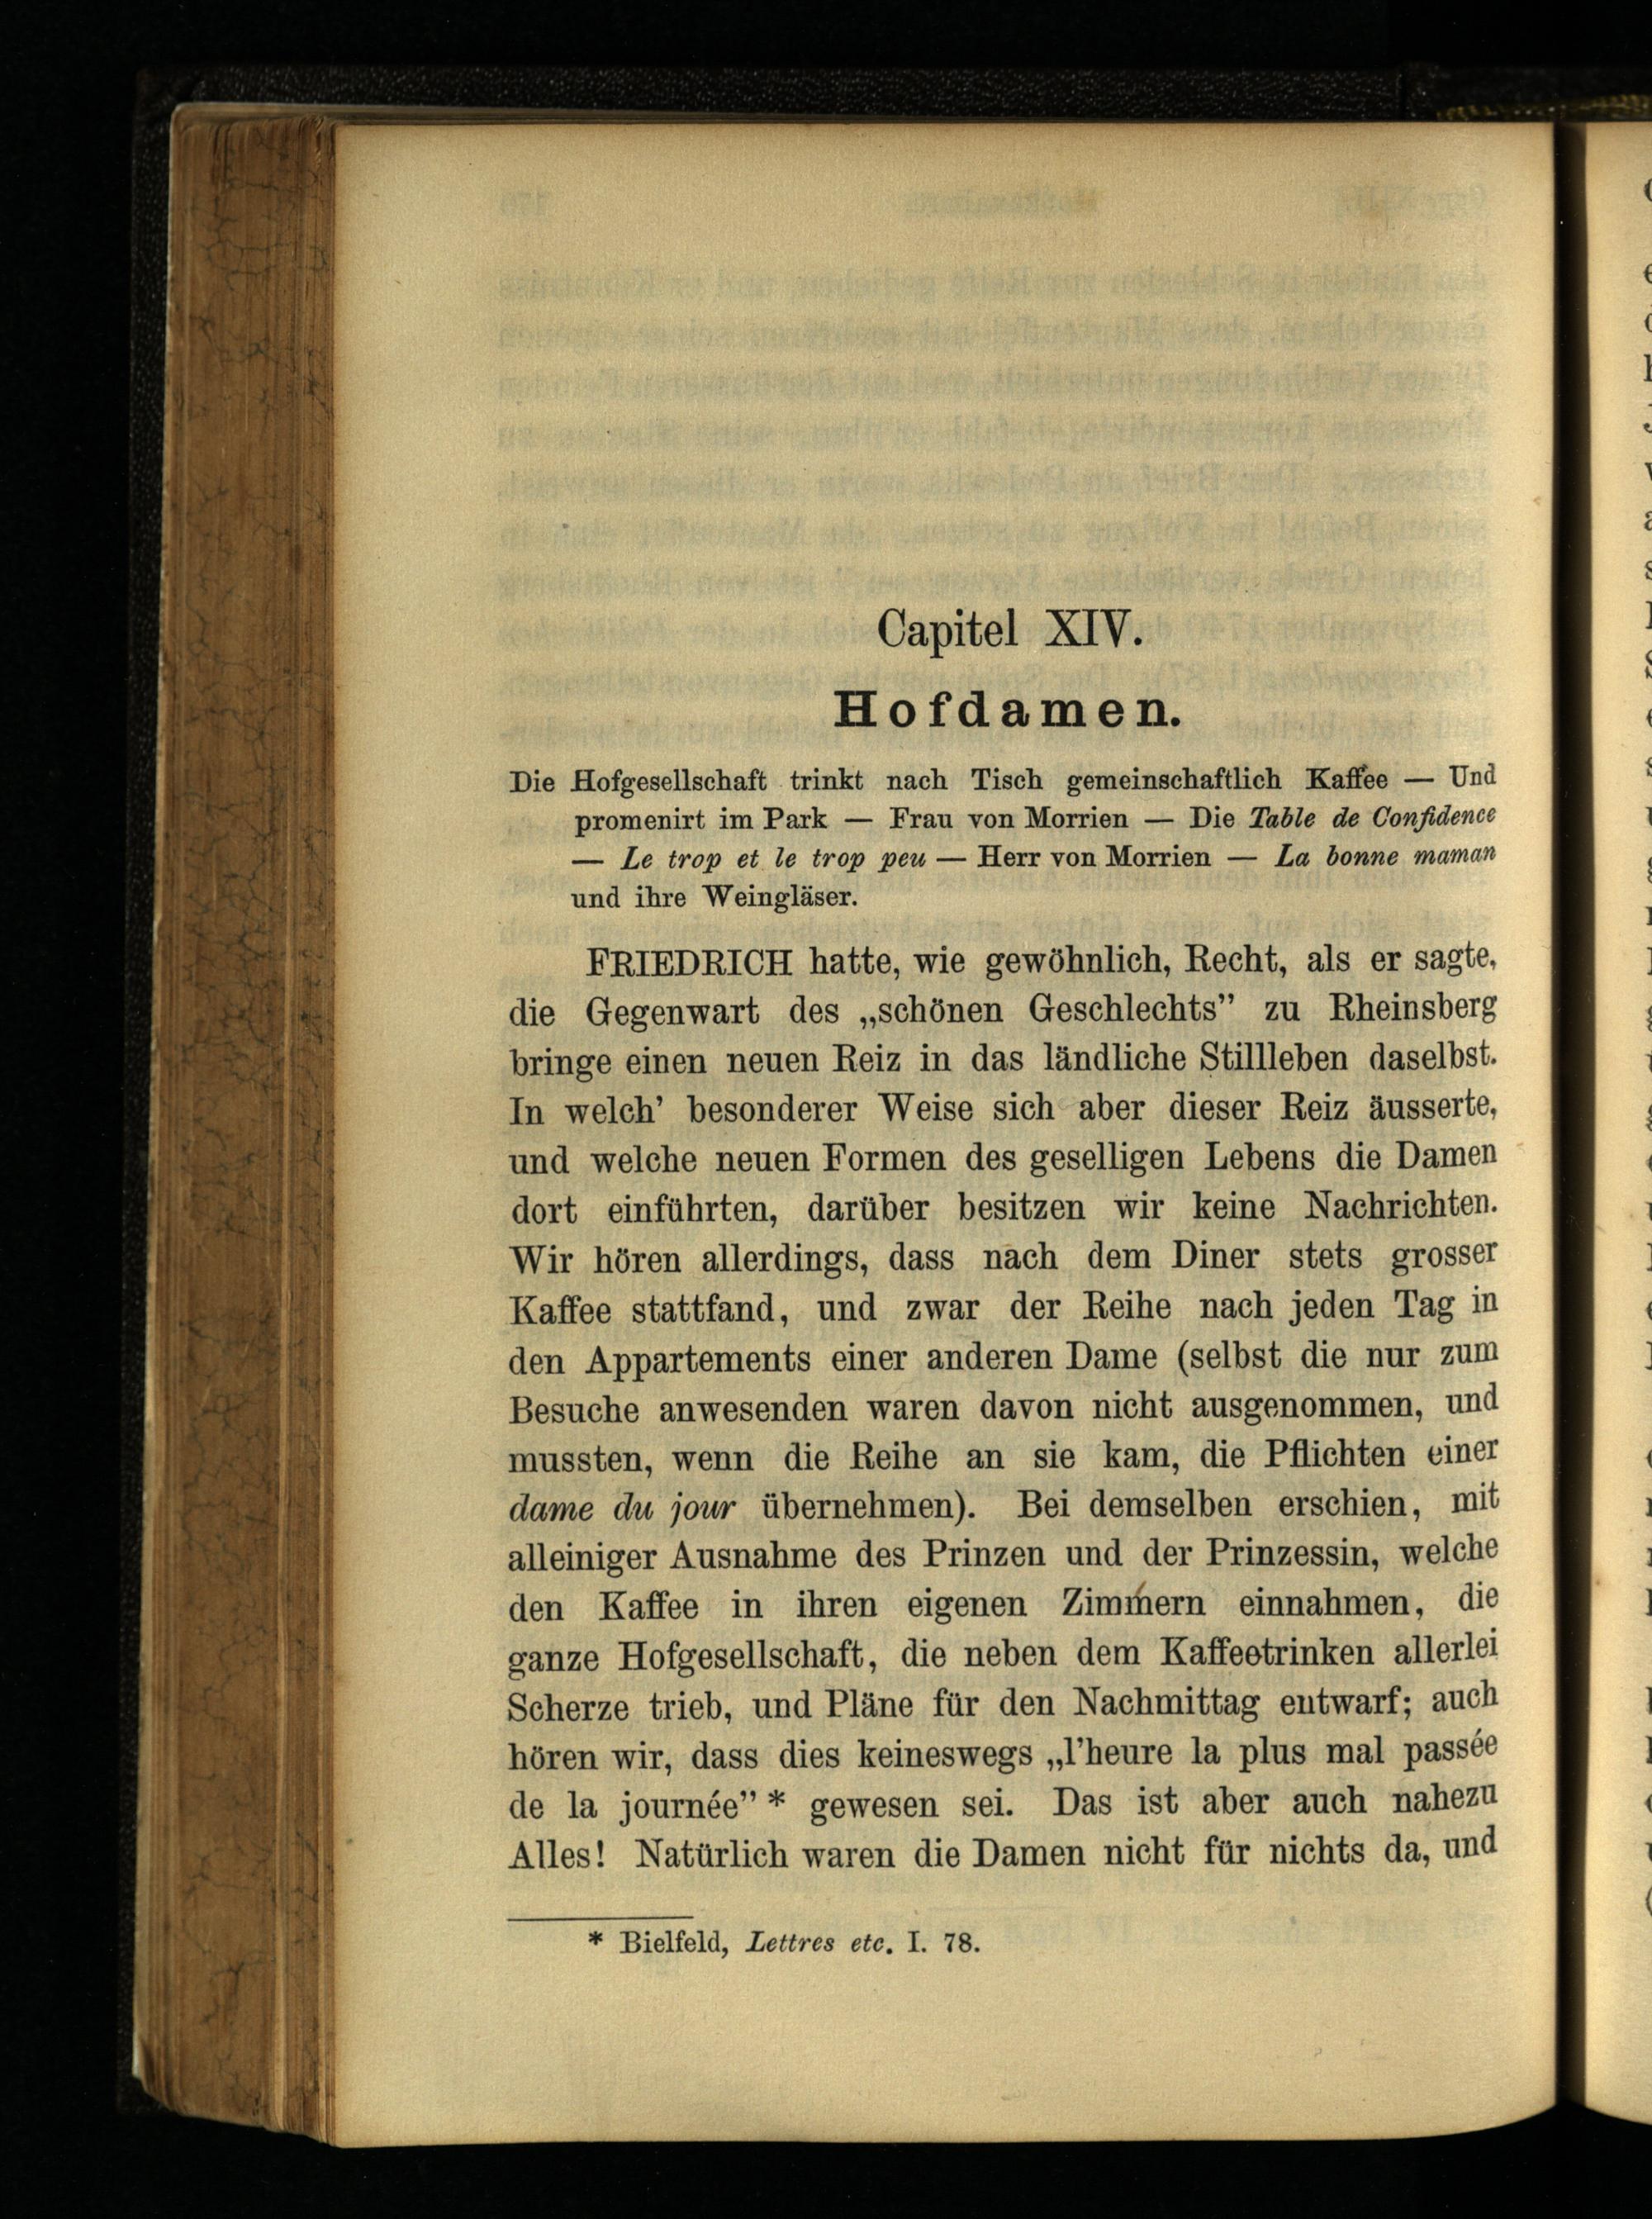 Capitel XIV.
Hofdamen.
Die Hofgesellschaft trinkt nach Tisch gemeinschaftlich Kaffee — Und
promenirt im Park — Frau von Morrien — Die Table de Confidence
— Le trop et le trop peu — Herr von Morrien — La bonne maman
und ihre Weingläser.
FRIEDRICH hatte, wie gewöhnlich, Recht, als er sagte,
die Gegenwart des „schönen Geschlechts” zu Rheinsberg
bringe einen neuen Reiz in das ländliche Stillleben daselbst.
In welch’ besonderer Weise sich aber dieser Reiz äusserte,
und welche neuen Formen des geselligen Lebens die Damen
dort einführten, darüber besitzen wir keine Nachrichten.
Wir hören allerdings, dass nach dem Diner stets grosser
Kaffee stattfand, und zwar der Reihe nach jeden Tag in
den Appartements einer anderen Dame (selbst die nur zum
Besuche anwesenden waren davon nicht ausgenommen, und
mussten, wenn die Reihe an sie kam, die Pflichten einer
dame du jour übernehmen). Bei demselben erschien, mit
alleiniger Ausnahme des Prinzen und der Prinzessin, welche
den Kaffee in ihren eigenen Zimmern einnahmen, die
ganze Hofgesellschaft, die neben dem Kaffeetrinken allerlei
Scherze trieb, und Pläne für den Nachmittag entwarf; auch
hören wir, dass dies keineswegs „l’heure la plus mal passée
de la journée” * gewesen sei. Das ist aber auch nahezu
Alles! Natürlich waren die Damen nicht für nichts da, und
* Bielfeld, Lettres etc. I. 78.